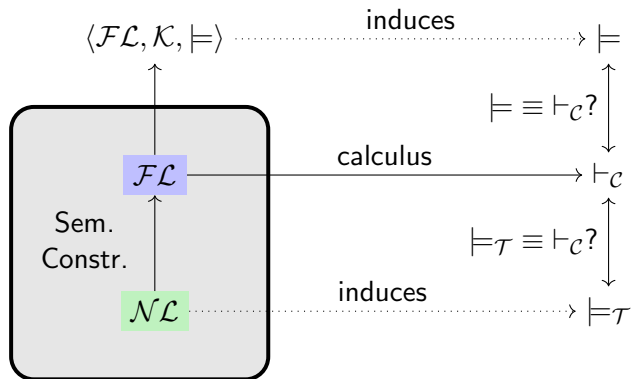 ⟨𝓕𝓛, 𝓚, ⊨⟩ induces ⊨
⊨ ≡ ⊢𝒞?
𝓕𝓛 calculus ⊢𝒞
Sem.
Constr.
⊨𝒯 ≡ ⊢𝒞?
𝓝𝓛 induces ⊨𝒯